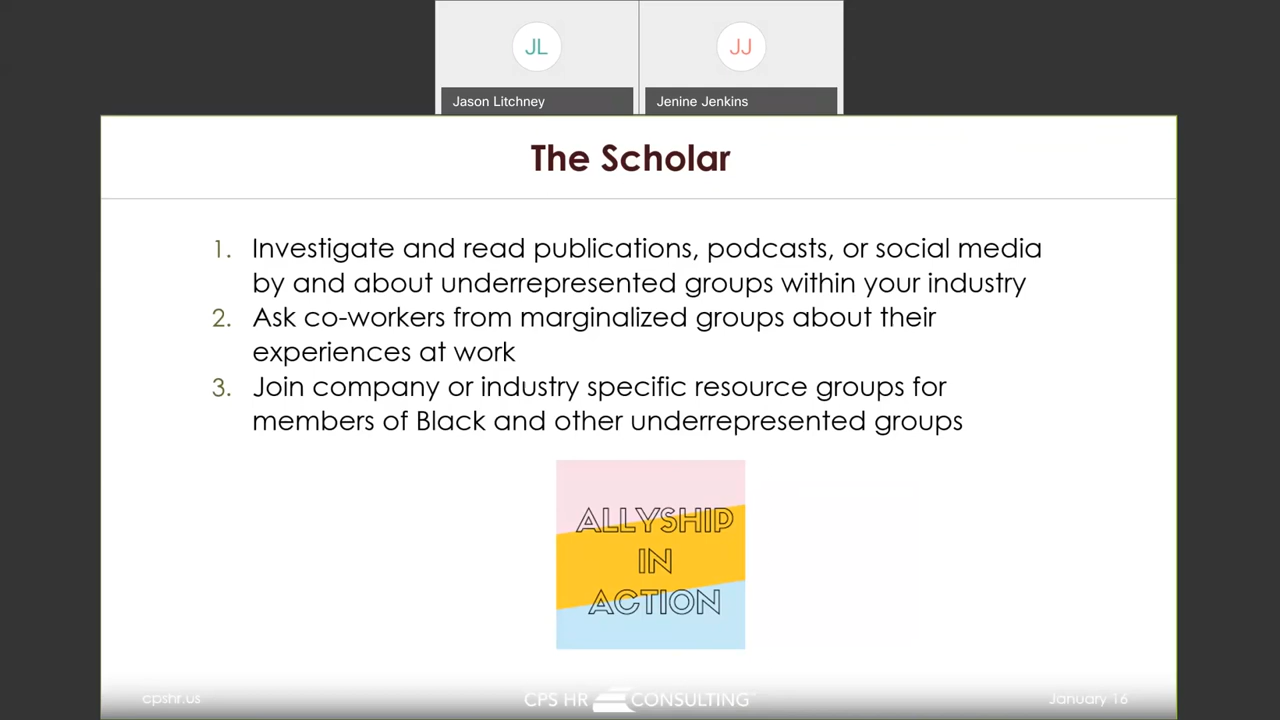 JL
JJ
Jason Litchney
Jenine Jenkins
The Scholar
1. Investigate and read publications, podcasts, or social media
by and about underrepresented groups within your industry
2. Ask co-workers from marginalized groups about their
experiences at work
3. Join company or industry specific resource groups for
members of Black and other underrepresented groups
ALLYSHIP
IN
ACTION
cpshr.us
CPS HR CONSULTING
January 16